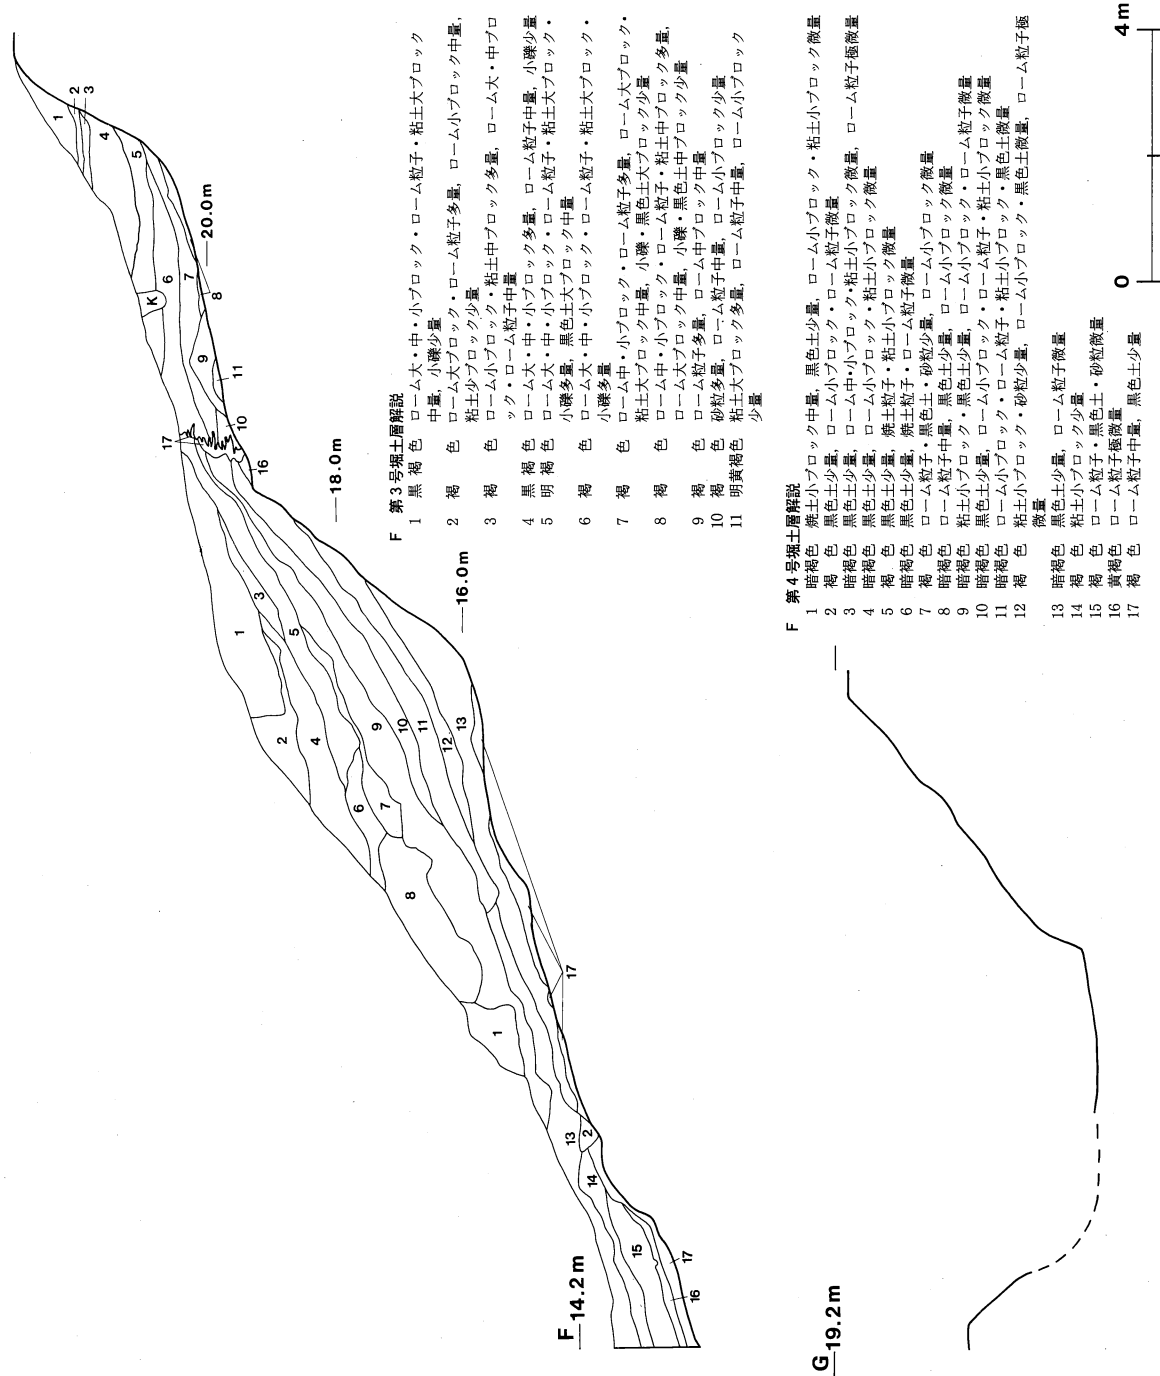 F 第3号堀土層解説
1 黒褐色 ローム大・中・小ブロック・ローム粒子・粘土大ブロック
中量, 小礫少量
2 褐色 ローム大ブロック・ローム粒子多量, ローム小ブロック中量,
粘土少ブロック少量
3 褐色 ローム小ブロック・粘土中ブロック多量, ローム大・中ブロ
ック・ローム粒子中量
4 黒褐色 ローム大・中・小ブロック多量, ローム粒子中量, 小礫少量
5 明褐色 ローム大・中・小ブロック・ローム粒子・粘土大ブロック・
小礫多量, 黒色土大ブロック中量
6 褐色 ローム大・中・小ブロック・ローム粒子・粘土大ブロック・
小礫多量
7 褐色 ローム中・小ブロック・ローム粒子多量, ローム大ブロック・
粘土大ブロック中量, 小礫・黒色土大ブロック少量
8 褐色 ローム中・小ブロック・ローム粒子・粘土中ブロック多量,
ローム大ブロック中量, 小礫・黒色土中ブロック少量
9 褐色 ローム粒子多量, ローム中ブロック中量
10 褐色 砂粒多量, ローム粒子中量, ローム小ブロック少量
11 明黄褐色 粘土大ブロック多量, ローム粒子中量, ローム小ブロック
少量
F 第4号堀土層解説
1 暗褐色 焼土小ブロック中量, 黒色土少量, ローム小ブロック・粘土小ブロック微量
2 褐色 黒色土少量, ローム小ブロック・ローム粒子微量
3 暗褐色 黒色土少量, ローム中・小ブロック・粘土小ブロック微量, ローム粒子極微量
4 暗褐色 黒色土少量, ローム小ブロック・粘土小ブロック微量
5 褐色 黒色土少量, 焼土粒子・粘土小ブロック微量
6 暗褐色 黒色土少量, 焼土粒子・ローム粒子微量
7 褐色 ローム粒子・黒色土・砂粒少量, ローム小ブロック微量
8 暗褐色 ローム粒子中量, 黒色土少量, ローム小ブロック微量
9 暗褐色 粘土小ブロック・黒色土少量, ローム小ブロック・ローム粒子微量
10 暗褐色 黒色土少量, ローム小ブロック・ローム粒子・粘土小ブロック微量
11 暗褐色 ローム小ブロック・ローム粒子・粘土小ブロック・黒色土微量
12 褐色 粘土小ブロック・砂粒少量, ローム小ブロック・黒色土微量, ローム粒子極
微量
13 暗褐色 黒色土少量, ローム粒子微量
14 褐色 粘土小ブロック少量
15 褐色 ローム粒子・黒色土・砂粒微量
16 黄褐色 ローム粒子極微量
17 褐色 ローム粒子中量, 黒色土少量
F
14.2m
16.0m
18.0m
20.0m
1
2
3
4
5
6
K
7
8
9
11
10
17
16
1
3
5
2
4
9
10
11
12
13
6
7
8
17
1
13
2
14
15
17
16
G
19.2m
0
4m